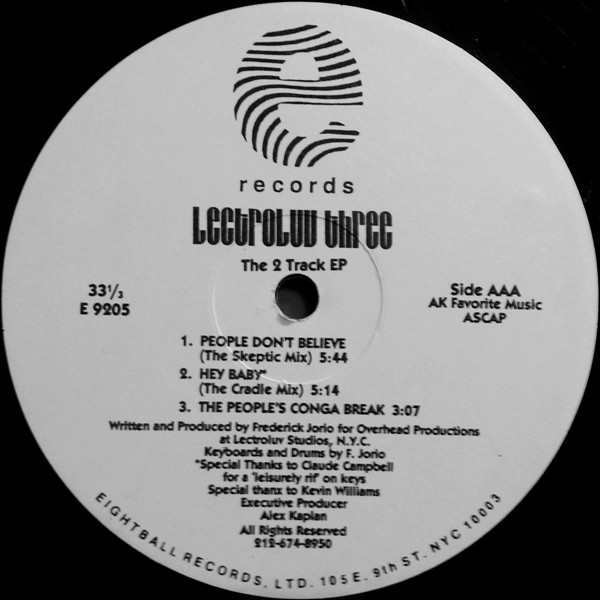 e
records
Lectroluv three
The 2 Track EP
33 1/3
E 9205
Side AAA
AK Favorite Music
ASCAP
1. PEOPLE DON'T BELIEVE
(The Skeptic Mix) 5:44
2. HEY BABY*
(The Cradle Mix) 5:14
3. THE PEOPLE'S CONGA BREAK 3:07
Written and Produced by Frederick Jorio for Overhead Productions
at Lectroluv Studios, N.Y.C.
Keyboards and Drums by F. Jorio
*Special Thanks to Claude Campbell
for a 'leisurely rif' on keys
Special thanx to Kevin Williams
Executive Producer
Alex Kaplan
All Rights Reserved
212-674-8950
EIGHTBALL RECORDS, LTD. 105 E. 9th ST. NYC 10003